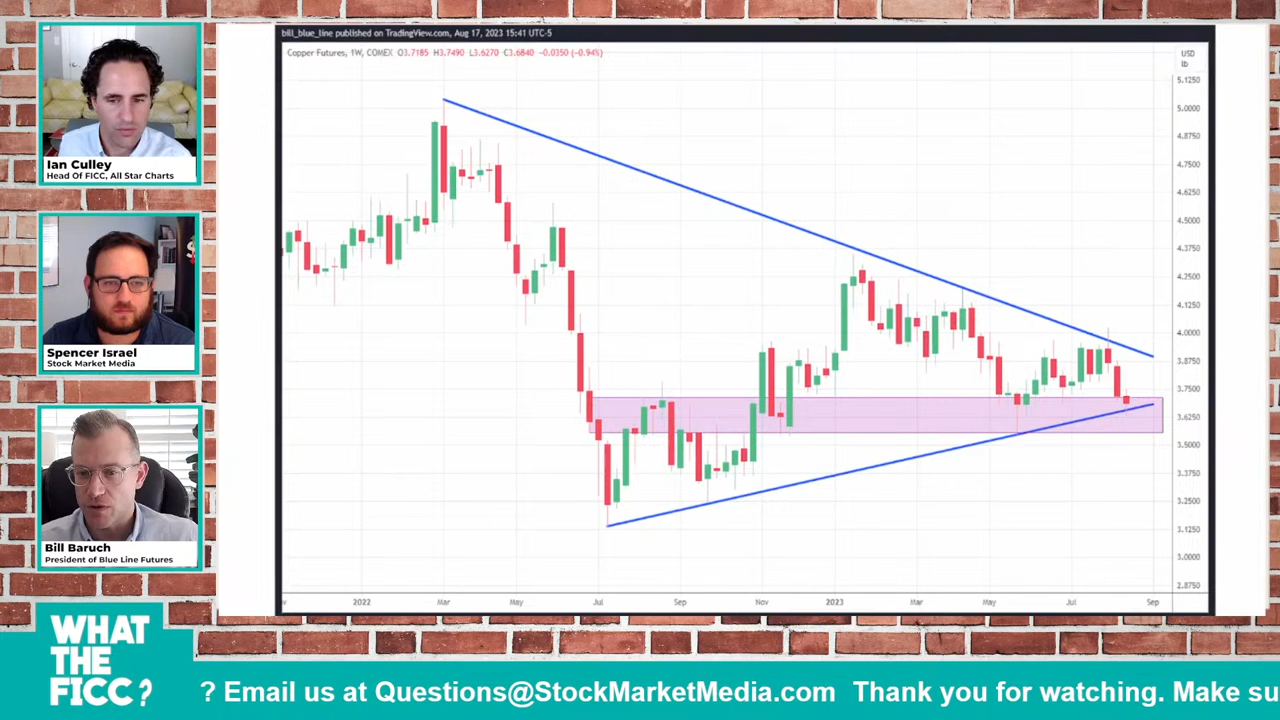 Ian Culley
Head Of FICC, All Star Charts
Spencer Israel
Stock Market Media
Bill Baruch
President of Blue Line Futures
WHAT
THE
FICC?
bill_blue_line published on TradingView.com, Aug 17, 2023 15:41 UTC-5
Copper Futures, 1W, COMEX O3.7185 H3.7490 L3.6270 C3.6840 -0.0350 (-0.94%)
USD
lb
5.1250
5.0000
4.8750
4.7500
4.6250
4.5000
4.3750
4.2500
4.1250
4.0000
3.8750
3.7500
3.6250
3.5000
3.3750
3.2500
3.1250
3.0000
2.8750
2022 Mar May Jul Sep Nov 2023 Mar May Jul Sep
? Email us at Questions@StockMarketMedia.com Thank you for watching. Make su